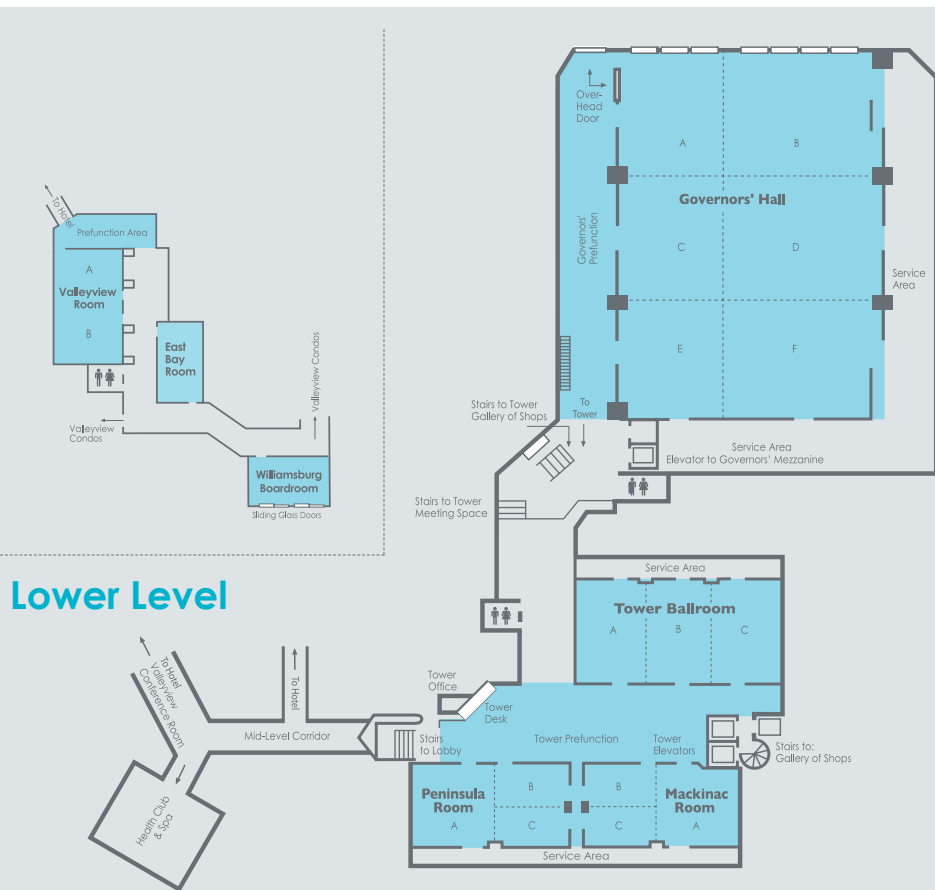 To Hotel
Prefunction Area
A
Valleyview
Room
B
East
Bay
Room
Valleyview Condos
Valleyview
Condos
Williamsburg
Boardroom
Sliding Glass Doors
Over-
Head
Door
A
B
Governors' Hall
Governors'
Prefunction
C
D
Service
Area
E
F
Stairs to Tower
Gallery of Shops
To
Tower
Service Area
Elevator to Governors' Mezzanine
Stairs to Tower
Meeting Space
Lower Level
Service Area
Tower Ballroom
A
B
C
To Hotel
Valleyview
Conference Room
To Hotel
Tower
Office
Tower
Desk
Mid-Level Corridor
Stairs
to Lobby
Tower Prefunction
Tower
Elevators
Stairs to:
Gallery of Shops
Health Club
& Spa
Peninsula
Room
A
B
C
B
C
Mackinac
Room
A
Service Area